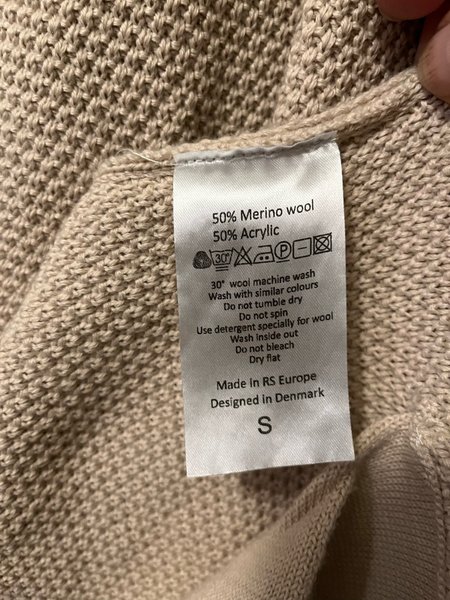 50% Merino wool
50% Acrylic
30°
P
30° wool machine wash
Wash with similar colours
Do not tumble dry
Do not spin
Use detergent specially for wool
Wash inside out
Do not bleach
Dry flat
Made in RS Europe
Designed in Denmark
S